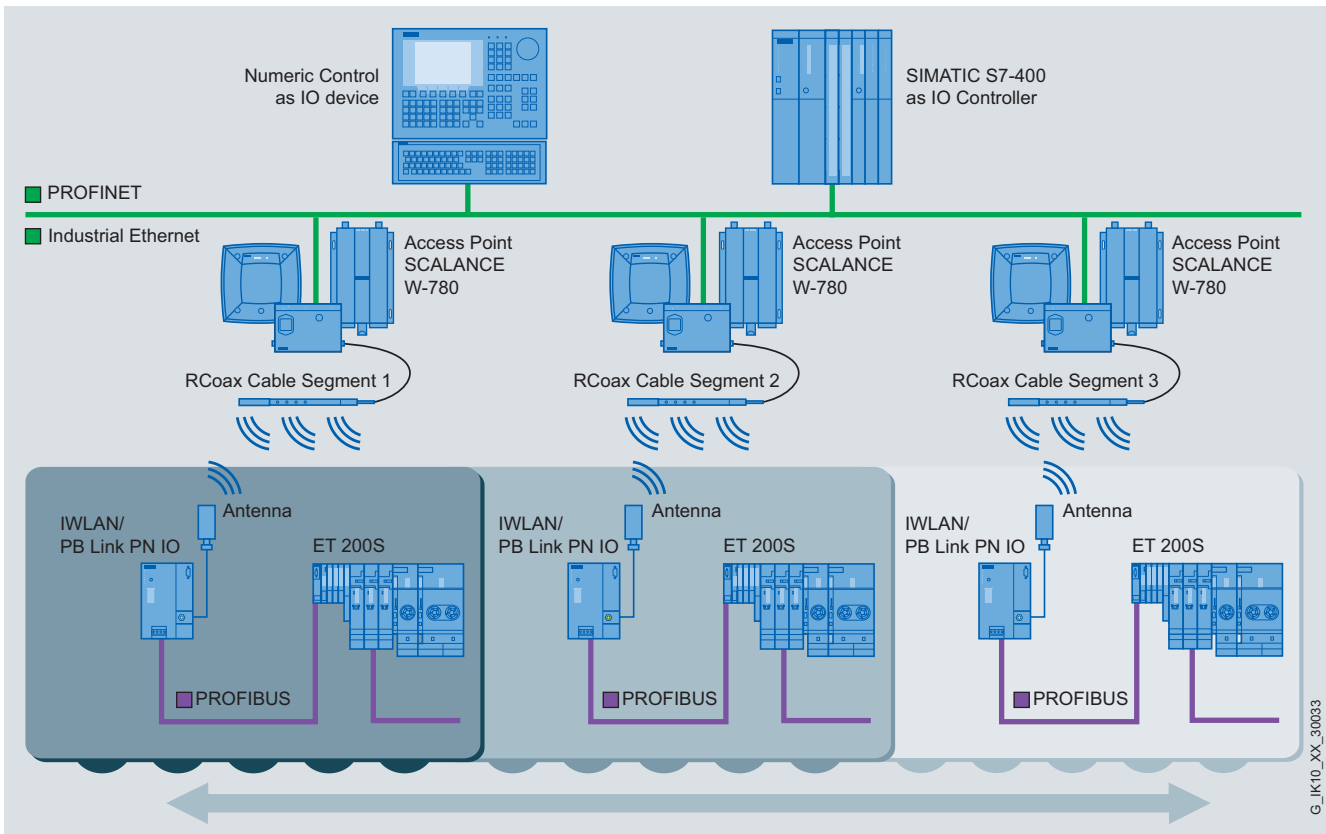 Numeric Control
as IO device
SIMATIC S7-400
as IO Controller
PROFINET
Industrial Ethernet
Access Point
SCALANCE
W-780
Access Point
SCALANCE
W-780
Access Point
SCALANCE
W-780
RCoax Cable Segment 1
RCoax Cable Segment 2
RCoax Cable Segment 3
Antenna
IWLAN/
PB Link PN IO
ET 200S
PROFIBUS
Antenna
IWLAN/
PB Link PN IO
ET 200S
PROFIBUS
Antenna
IWLAN/
PB Link PN IO
ET 200S
PROFIBUS
G_IK10_XX_30033